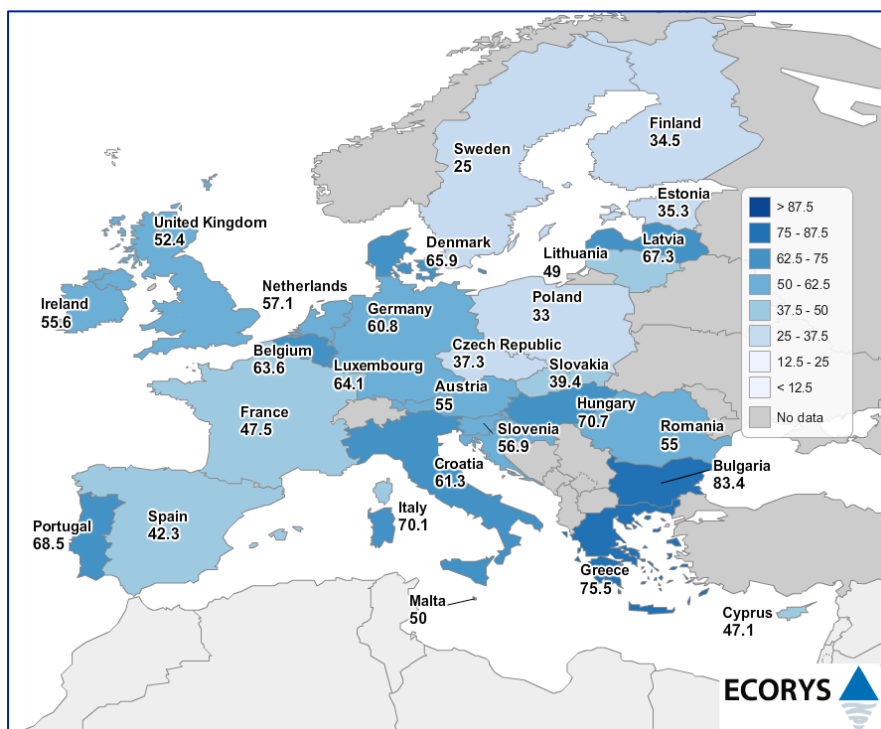 Finland
34.5
Sweden
25
Estonia
35.3
> 87.5
75 - 87.5
62.5 - 75
50 - 62.5
37.5 - 50
25 - 37.5
12.5 - 25
< 12.5
No data
United Kingdom
52.4
Denmark
65.9
Latvia
67.3
Lithuania
49
Ireland
55.6
Netherlands
57.1
Germany
60.8
Poland
33
Belgium
63.6
Luxembourg
64.1
Czech Republic
37.3
Slovakia
39.4
Austria
55
Hungary
70.7
France
47.5
Slovenia
56.9
Romania
55
Croatia
61.3
Bulgaria
83.4
Portugal
68.5
Spain
42.3
Italy
70.1
Greece
75.5
Malta
50
Cyprus
47.1
ECORYS